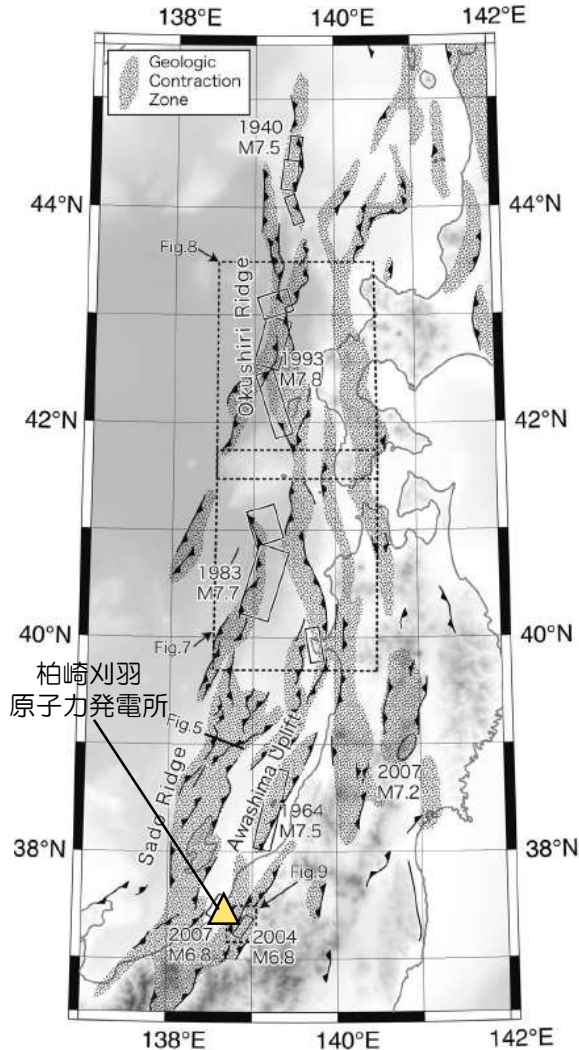 138°E
140°E
142°E
Geologic
Contraction
Zone
1940
M7.5
44°N
44°N
Fig.8
Okushiri Ridge
1993
M7.8
42°N
42°N
1983
M7.7
40°N
40°N
Fig.7
柏崎刈羽
原子力発電所
Fig.5
Sado Ridge
Awashima Uplift
2007
M7.2
1964
M7.5
38°N
38°N
Fig.9
2007
M6.8
2004
M6.8
138°E
140°E
142°E